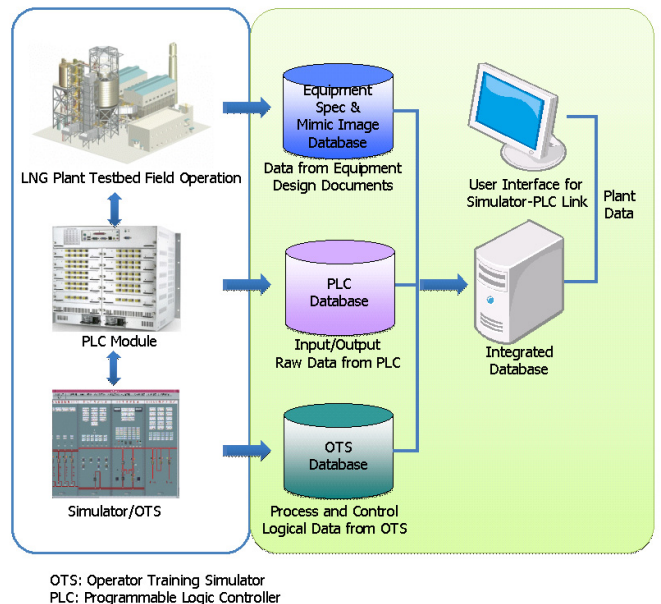 LNG Plant Testbed Field Operation
PLC Module
Simulator/OTS
Equipment
Spec &
Mimic Image
Database
Data from Equipment
Design Documents
PLC
Database
Input/Output
Raw Data from PLC
OTS
Database
Process and Control
Logical Data from OTS
User Interface for
Simulator-PLC Link
Plant
Data
Integrated
Database
OTS: Operator Training Simulator
PLC: Programmable Logic Controller